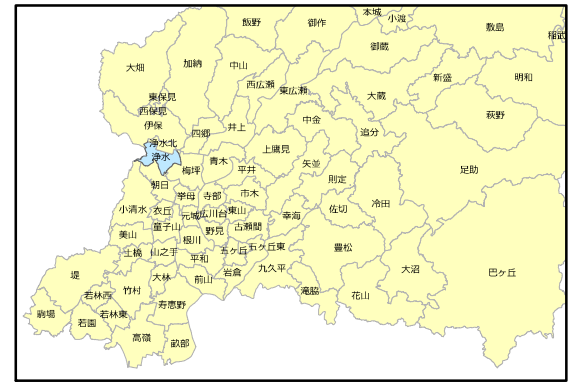 本城
小渡
飯野
御作
敷島
稲武
御蔵
大畑
加納
中山
新盛
明和
西広瀬
東広瀬
大蔵
東保見
西保見
萩野
伊保
四郷
井上
中金
追分
浄水北
浄水
上鷹見
青木
矢並
梅坪
平井
足助
則定
朝日
挙母
寺部
市木
冷田
小清水
衣丘
元城
広川台
東山
幸海
佐切
童子山
野見
古瀬間
美山
根川
五ヶ丘
五ヶ丘東
豊松
土橋
山之手
平和
岩倉
九久平
大沼
巴ヶ丘
堤
大林
前山
竹村
若林西
滝脇
花山
寿恵野
駒場
若園
若林東
高嶺
畝部